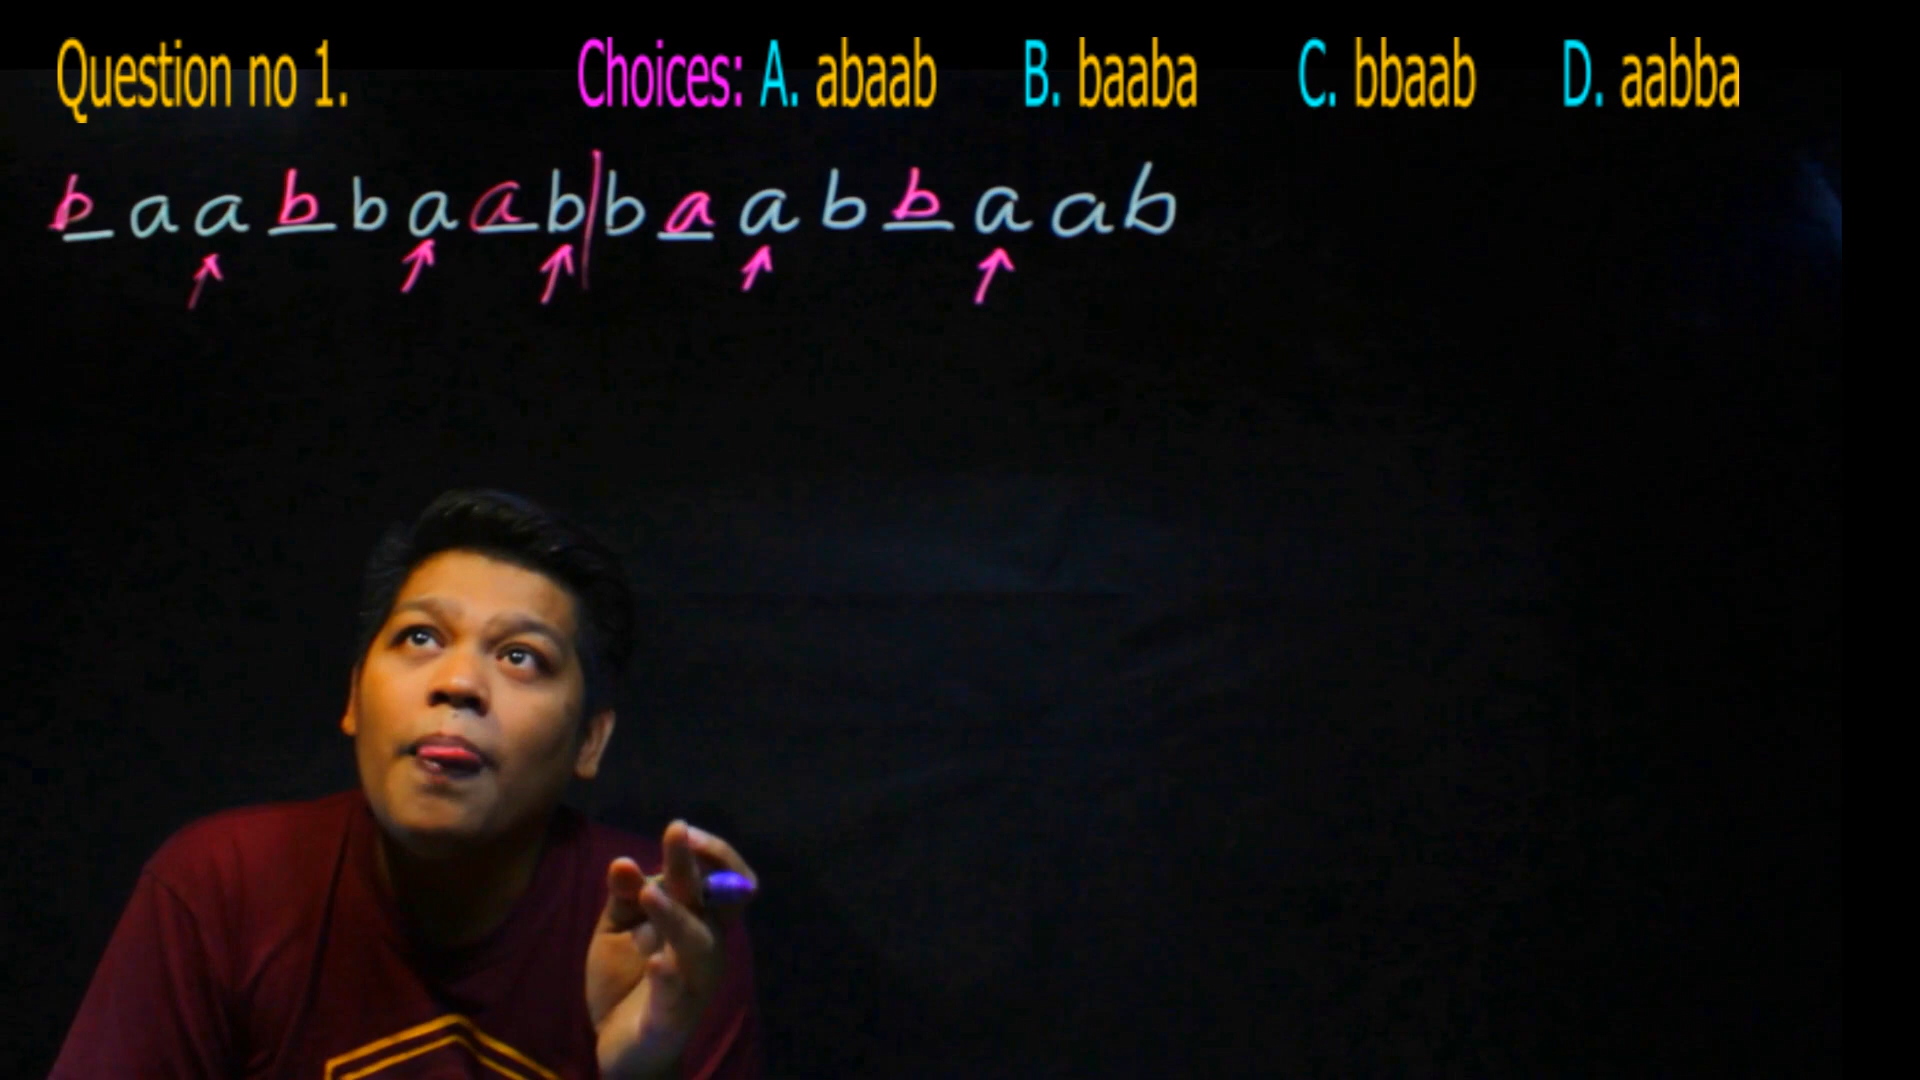 Question no 1. Choices: A. abaab B. baaba C. bbaab D. aabba
b a a b b a a b | b a a b b a a b